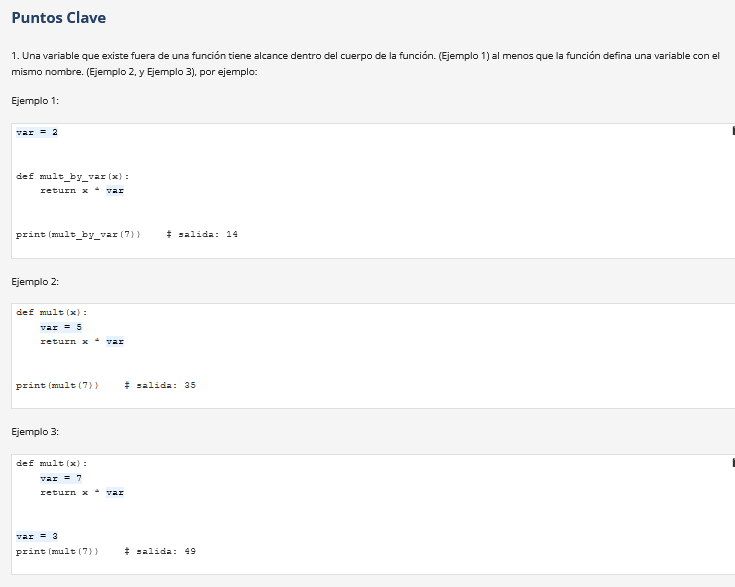 Puntos Clave
1. Una variable que existe fuera de una función tiene alcance dentro del cuerpo de la función. (Ejemplo 1) al menos que la función defina una variable con el
mismo nombre. (Ejemplo 2, y Ejemplo 3), por ejemplo:
Ejemplo 1:
var = 2
def mult_by_var(x):
    return x * var
print(mult_by_var(7))    # salida: 14
Ejemplo 2:
def mult(x):
    var = 5
    return x * var
print(mult(7))    # salida: 35
Ejemplo 3:
def mult(x):
    var = 7
    return x * var
var = 3
print(mult(7))    # salida: 49